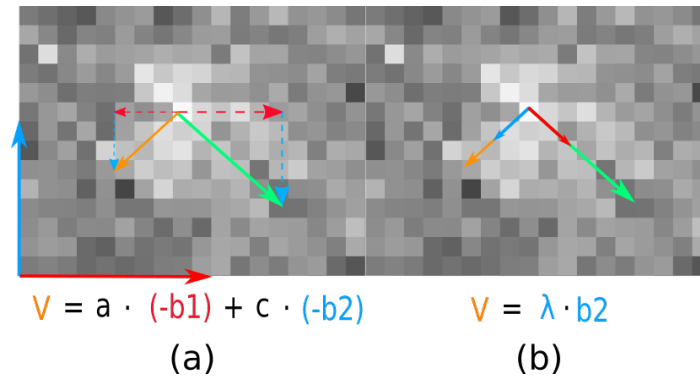 V = a · (-b1) + c · (-b2)
V = λ · b2
(a)
(b)